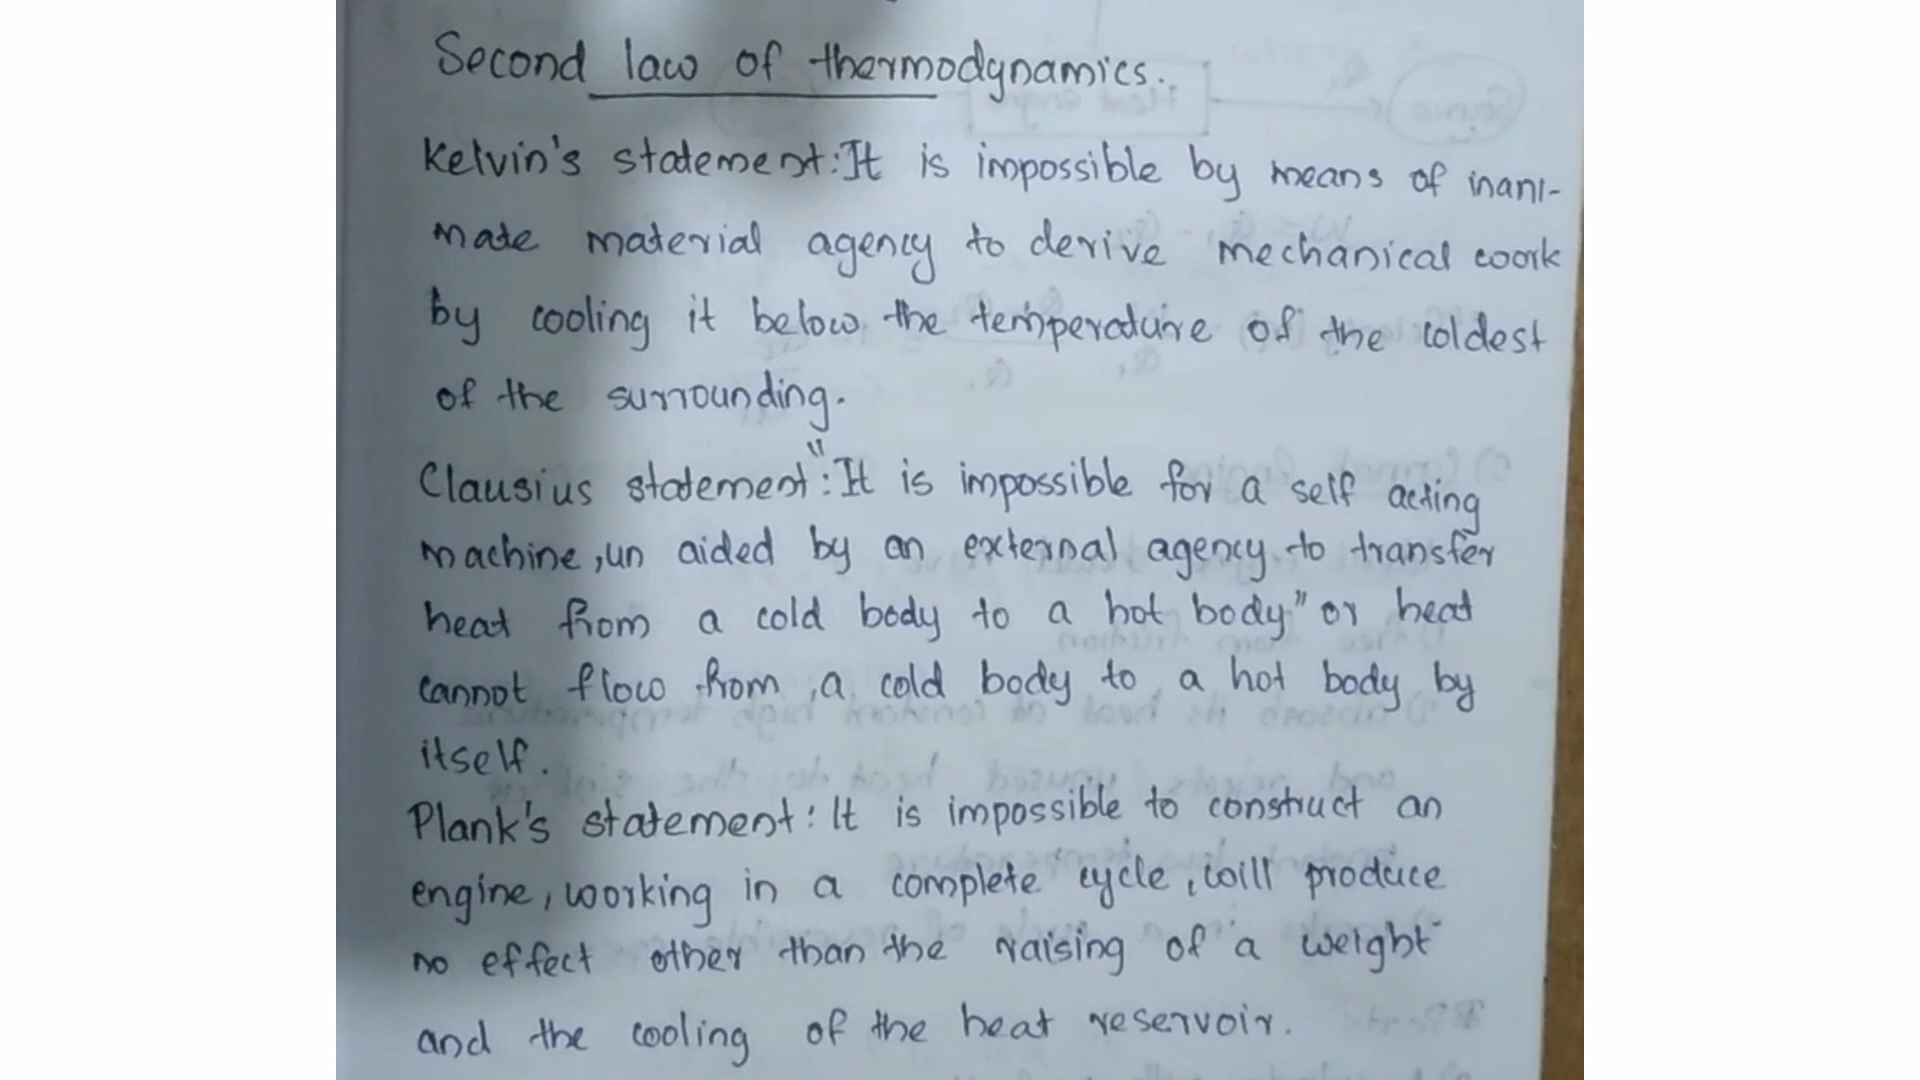 Second law of thermodynamics.
Kelvin's statement: It is impossible by means of inani-
mate material agency to derive mechanical work
by cooling it below the temperature of the coldest
of the surrounding.
Clausius statement": It is impossible for a self acting
machine, un aided by an external agency to transfer
heat from a cold body to a hot body" or heat
cannot flow from a cold body to a hot body by
itself.
Plank's statement: It is impossible to construct an
engine, working in a complete cycle, will produce
no effect other than the raising of a weight
and the cooling of the heat reservoir.